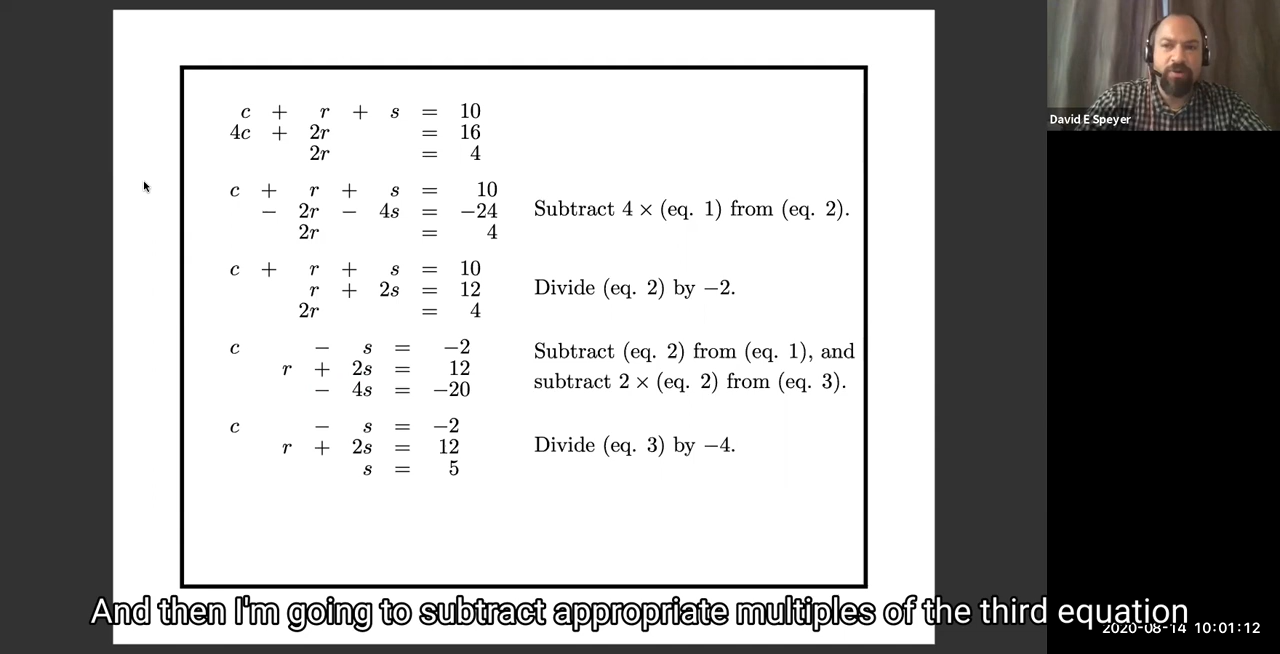 c + r + s = 10
4c + 2r = 16
2r = 4
c + r + s = 10
− 2r − 4s = −24
2r = 4
Subtract 4 × (eq. 1) from (eq. 2).
c + r + s = 10
r + 2s = 12
2r = 4
Divide (eq. 2) by −2.
c − s = −2
r + 2s = 12
− 4s = −20
Subtract (eq. 2) from (eq. 1), and
subtract 2 × (eq. 2) from (eq. 3).
c − s = −2
r + 2s = 12
s = 5
Divide (eq. 3) by −4.
David E Speyer
And then I'm going to subtract appropriate multiples of the third equation
2020-08-14 10:01:12